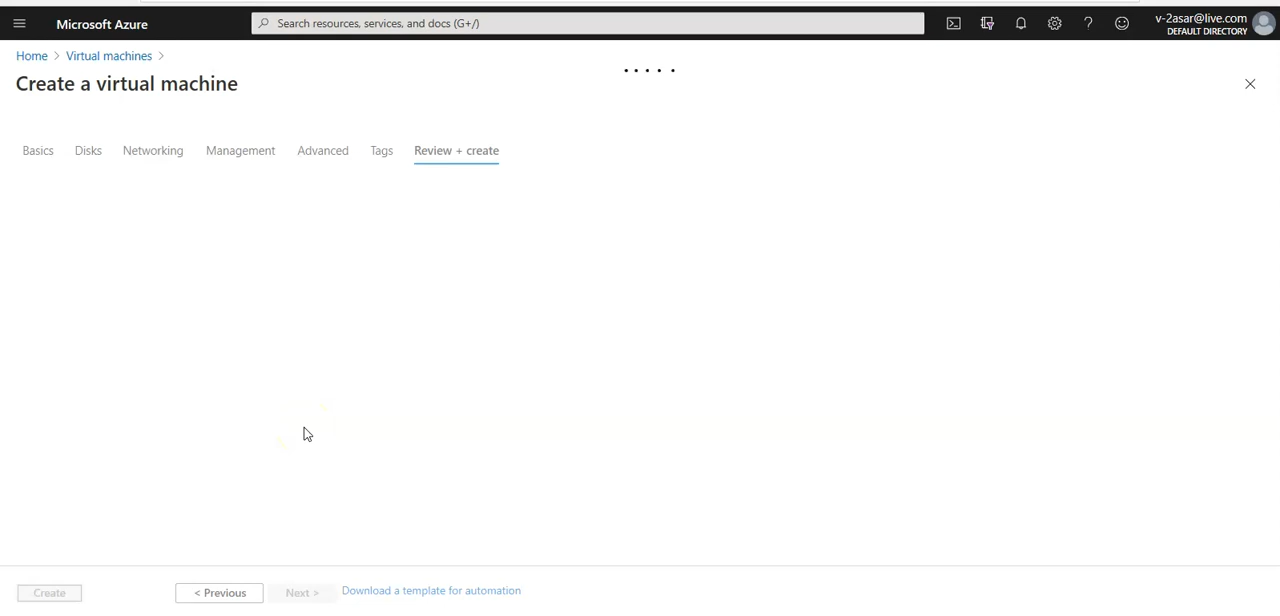 Microsoft Azure
Search resources, services, and docs (G+/)
v-2asar@live.com
DEFAULT DIRECTORY
Home > Virtual machines >
Create a virtual machine
Basics Disks Networking Management Advanced Tags Review + create
Create < Previous Next > Download a template for automation